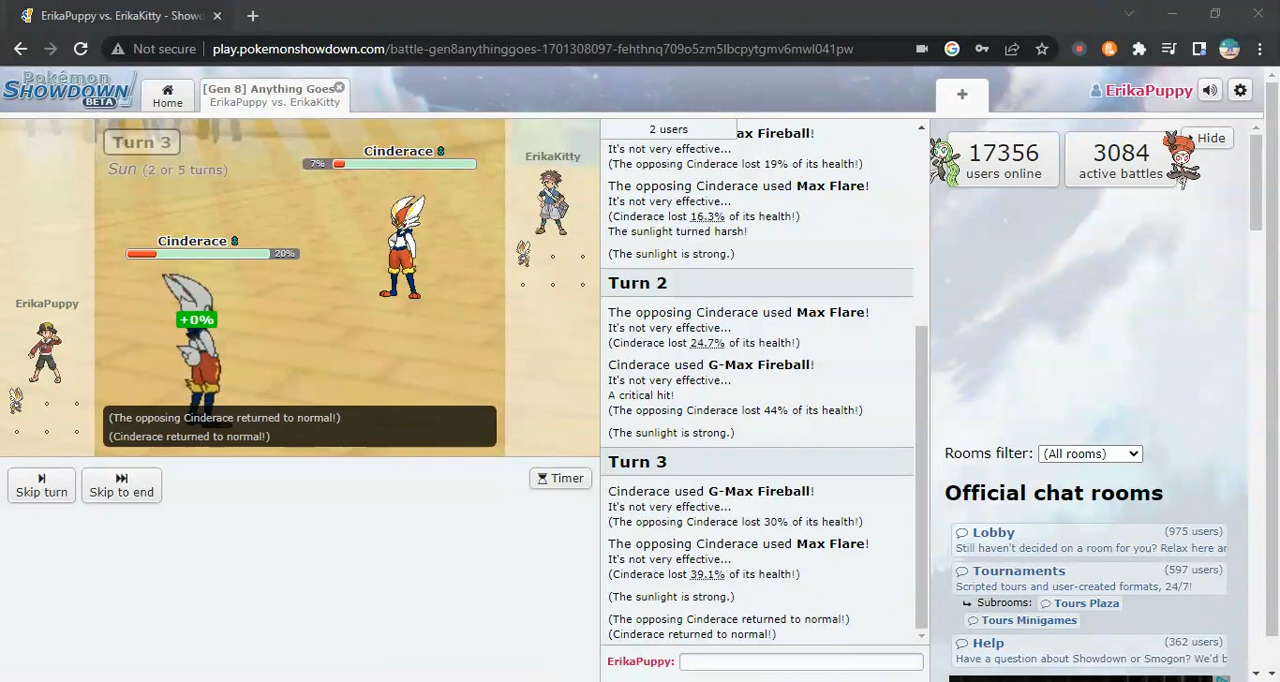 ErikaPuppy vs. ErikaKitty - Showd
Not secure
play.pokemonshowdown.com/battle-gen8anythinggoes-1701308097-fehthnq709o5zm5lbcpytgmv6mwl041pw
Pokémon
SHOWDOWN
BETA
Home
[Gen 8] Anything Goes
ErikaPuppy vs. ErikaKitty
ErikaPuppy
Turn 3
Sun (2 or 5 turns)
Cinderace
7%
ErikaKitty
Cinderace
20%
ErikaPuppy
+0%
(The opposing Cinderace returned to normal!)
(Cinderace returned to normal!)
Skip turn
Skip to end
Timer
2 users
ax Fireball!
It's not very effective...
(The opposing Cinderace lost 19% of its health!)
The opposing Cinderace used Max Flare!
It's not very effective...
(Cinderace lost 16.3% of its health!)
The sunlight turned harsh!
(The sunlight is strong.)
Turn 2
The opposing Cinderace used Max Flare!
It's not very effective...
(Cinderace lost 24.7% of its health!)
Cinderace used G-Max Fireball!
It's not very effective...
A critical hit!
(The opposing Cinderace lost 44% of its health!)
(The sunlight is strong.)
Turn 3
Cinderace used G-Max Fireball!
It's not very effective...
(The opposing Cinderace lost 30% of its health!)
The opposing Cinderace used Max Flare!
It's not very effective...
(Cinderace lost 39.1% of its health!)
(The sunlight is strong.)
(The opposing Cinderace returned to normal!)
(Cinderace returned to normal!)
ErikaPuppy:
17356
users online
3084
active battles
Hide
Rooms filter: (All rooms)
Official chat rooms
Lobby (975 users)
Still haven't decided on a room for you? Relax here an
Tournaments (597 users)
Scripted tours and user-created formats, 24/7!
Subrooms: Tours Plaza
Tours Minigames
Help (362 users)
Have a question about Showdown or Smogon? We'd b